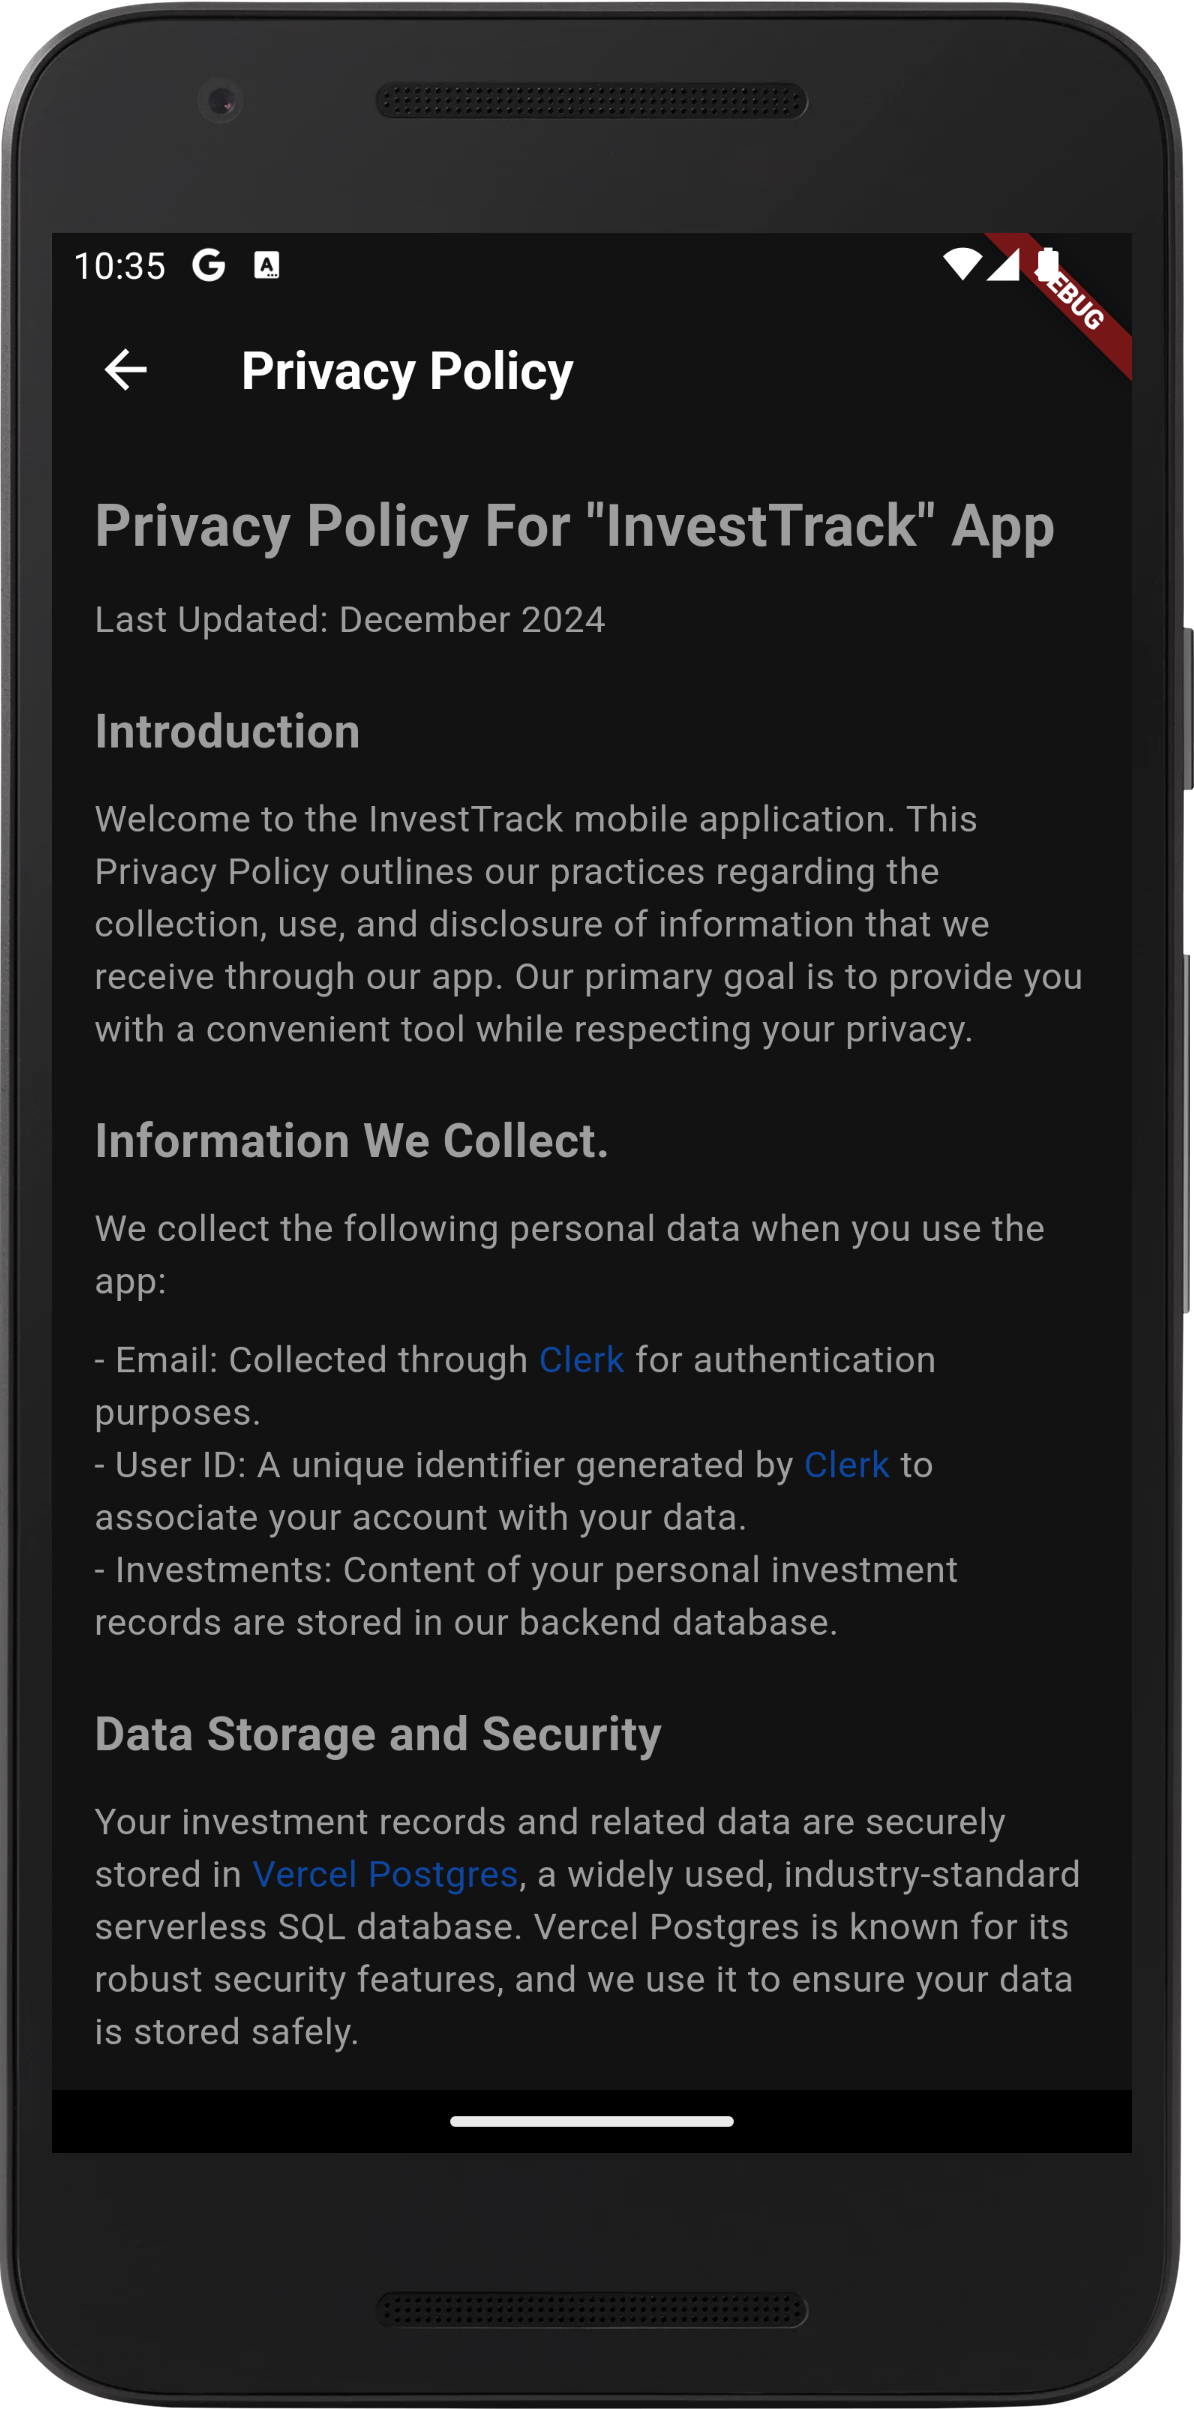 10:35
G
A
DEBUG
Privacy Policy
Privacy Policy For "InvestTrack" App
Last Updated: December 2024
Introduction
Welcome to the InvestTrack mobile application. This
Privacy Policy outlines our practices regarding the
collection, use, and disclosure of information that we
receive through our app. Our primary goal is to provide you
with a convenient tool while respecting your privacy.
Information We Collect.
We collect the following personal data when you use the
app:
- Email: Collected through Clerk for authentication
purposes.
- User ID: A unique identifier generated by Clerk to
associate your account with your data.
- Investments: Content of your personal investment
records are stored in our backend database.
Data Storage and Security
Your investment records and related data are securely
stored in Vercel Postgres, a widely used, industry-standard
serverless SQL database. Vercel Postgres is known for its
robust security features, and we use it to ensure your data
is stored safely.